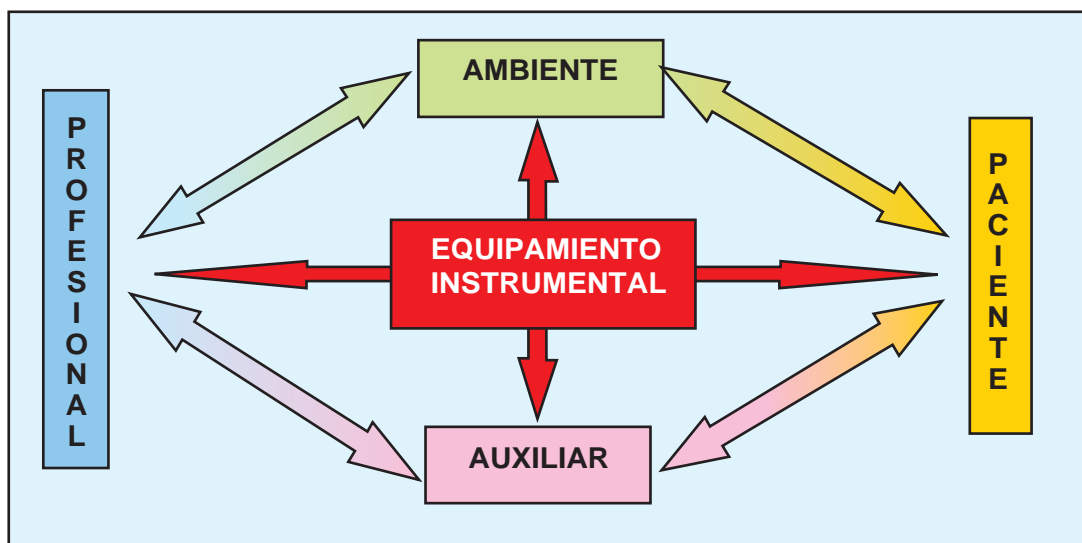 AMBIENTE
PROFESIONAL
EQUIPAMIENTO
INSTRUMENTAL
PACIENTE
AUXILIAR